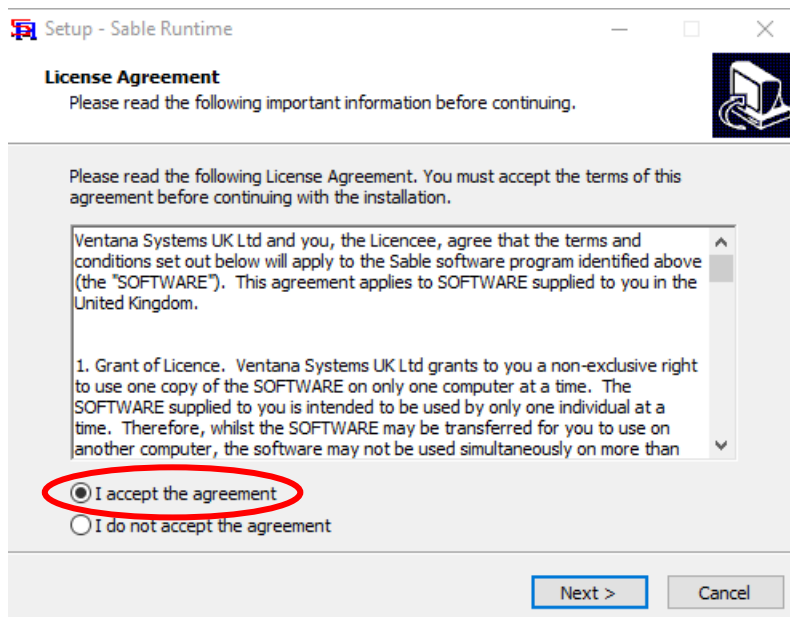 Setup - Sable Runtime
License Agreement
Please read the following important information before continuing.
Please read the following License Agreement. You must accept the terms of this
agreement before continuing with the installation.
Ventana Systems UK Ltd and you, the Licencee, agree that the terms and
conditions set out below will apply to the Sable software program identified above
(the "SOFTWARE").  This agreement applies to SOFTWARE supplied to you in the
United Kingdom.
1. Grant of Licence.  Ventana Systems UK Ltd grants to you a non-exclusive right
to use one copy of the SOFTWARE on only one computer at a time.  The
SOFTWARE supplied to you is intended to be used by only one individual at a
time.  Therefore, whilst the SOFTWARE may be transferred for you to use on
another computer, the software may not be used simultaneously on more than
I accept the agreement
I do not accept the agreement
Next >
Cancel